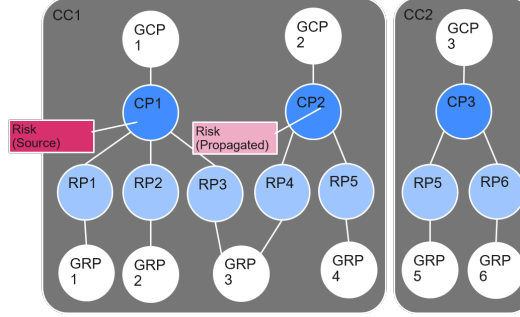 CC1
GCP
1
GCP
2
CC2
GCP
3
CP1
CP2
CP3
Risk
(Source)
Risk
(Propagated)
RP1
RP2
RP3
RP4
RP5
RP5
RP6
GRP
1
GRP
2
GRP
3
GRP
4
GRP
5
GRP
6